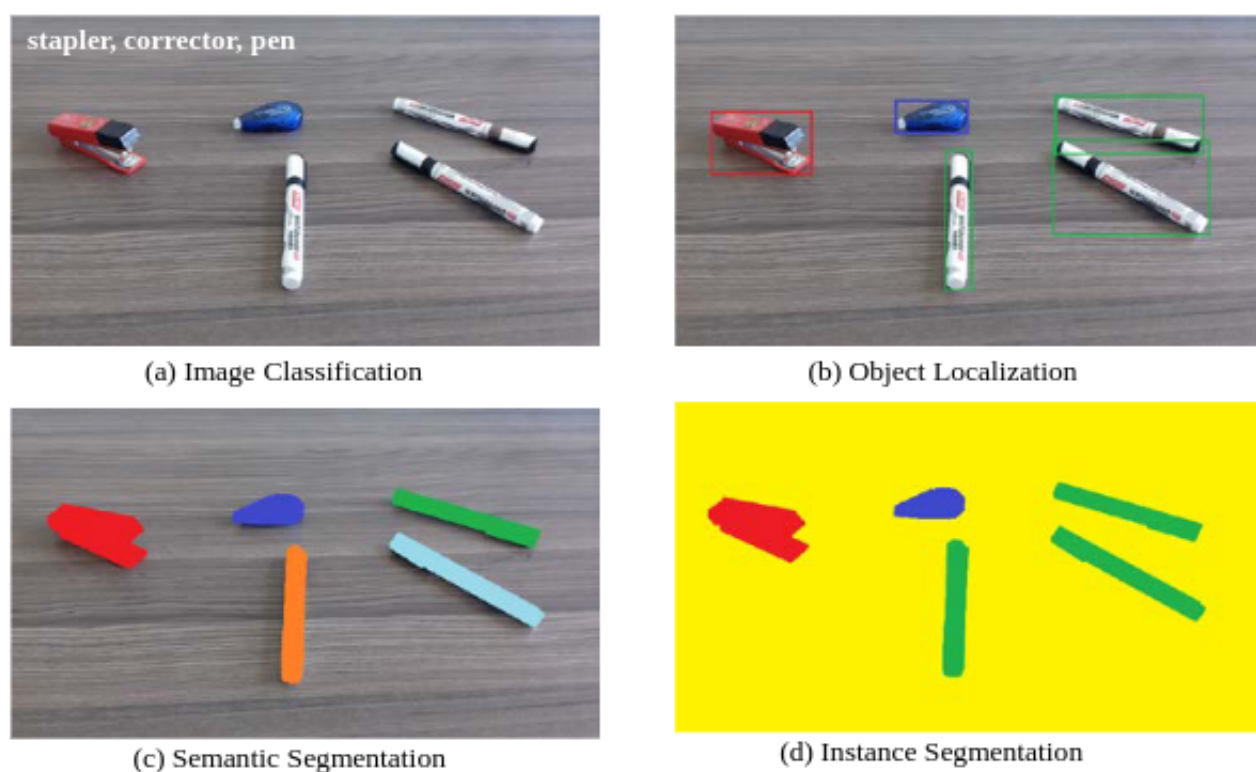 stapler, corrector, pen
(a) Image Classification
(b) Object Localization
(c) Semantic Segmentation
(d) Instance Segmentation